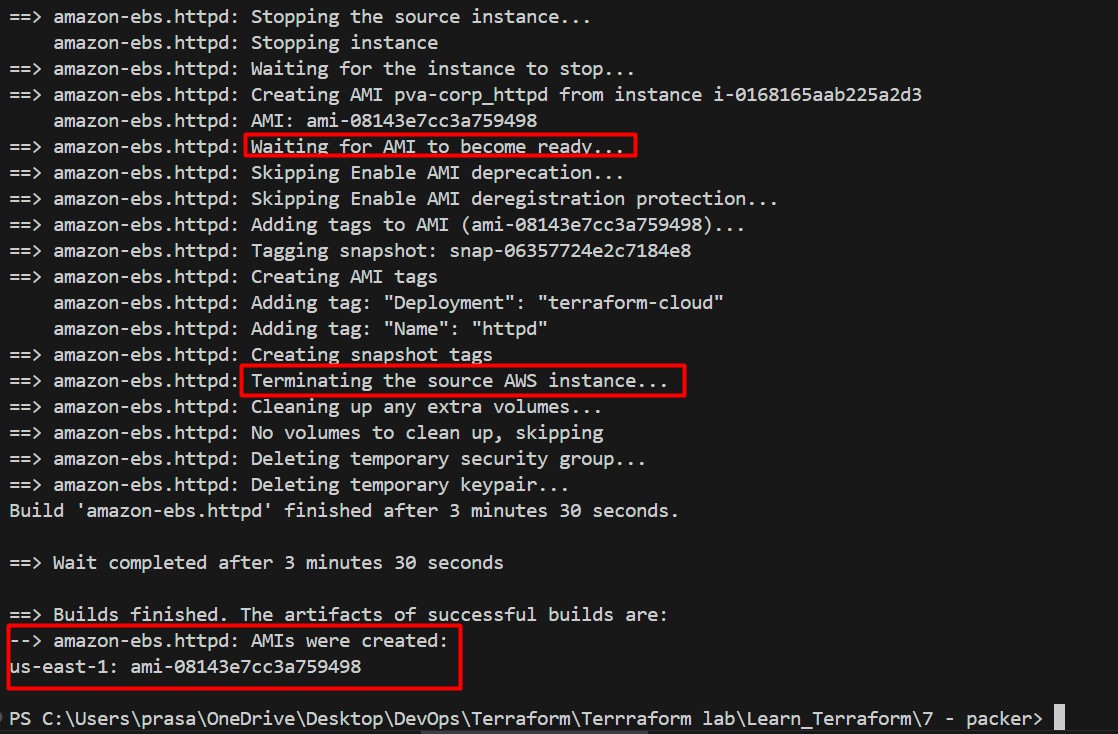 ==> amazon-ebs.httpd: Stopping the source instance...
    amazon-ebs.httpd: Stopping instance
==> amazon-ebs.httpd: Waiting for the instance to stop...
==> amazon-ebs.httpd: Creating AMI pva-corp_httpd from instance i-0168165aab225a2d3
    amazon-ebs.httpd: AMI: ami-08143e7cc3a759498
==> amazon-ebs.httpd: Waiting for AMI to become ready...
==> amazon-ebs.httpd: Skipping Enable AMI deprecation...
==> amazon-ebs.httpd: Skipping Enable AMI deregistration protection...
==> amazon-ebs.httpd: Adding tags to AMI (ami-08143e7cc3a759498)...
==> amazon-ebs.httpd: Tagging snapshot: snap-06357724e2c7184e8
==> amazon-ebs.httpd: Creating AMI tags
    amazon-ebs.httpd: Adding tag: "Deployment": "terraform-cloud"
    amazon-ebs.httpd: Adding tag: "Name": "httpd"
==> amazon-ebs.httpd: Creating snapshot tags
==> amazon-ebs.httpd: Terminating the source AWS instance...
==> amazon-ebs.httpd: Cleaning up any extra volumes...
==> amazon-ebs.httpd: No volumes to clean up, skipping
==> amazon-ebs.httpd: Deleting temporary security group...
==> amazon-ebs.httpd: Deleting temporary keypair...
Build 'amazon-ebs.httpd' finished after 3 minutes 30 seconds.

==> Wait completed after 3 minutes 30 seconds

==> Builds finished. The artifacts of successful builds are:
--> amazon-ebs.httpd: AMIs were created:
us-east-1: ami-08143e7cc3a759498

PS C:\Users\prasa\OneDrive\Desktop\DevOps\Terraform\Terrraform lab\Learn_Terraform\7 - packer>